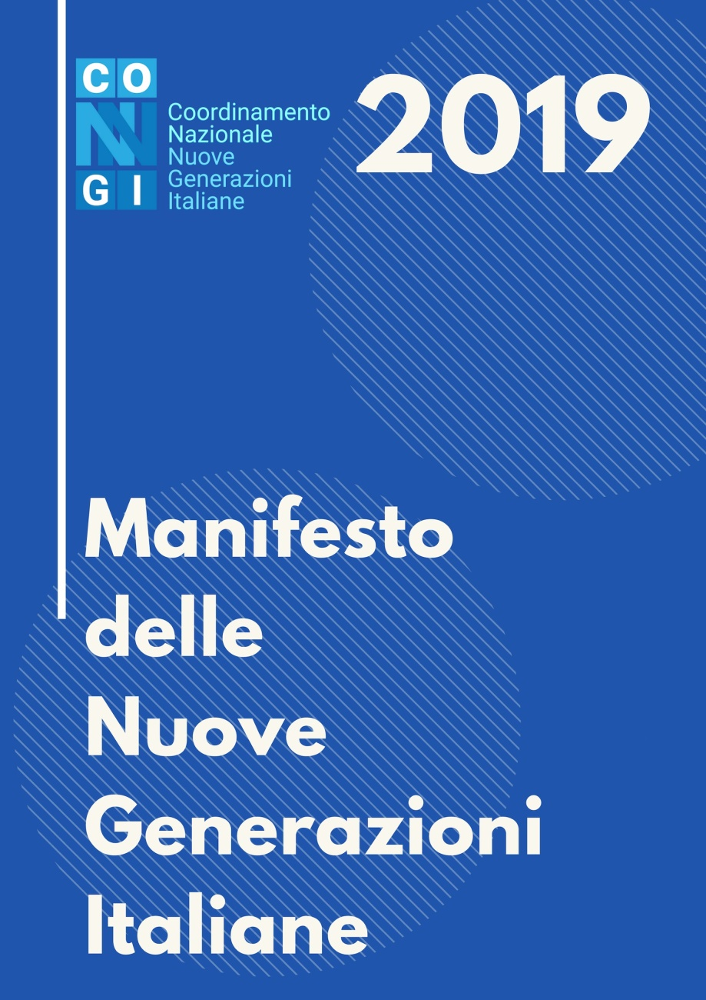 CO
NN
GI
Coordinamento
Nazionale
Nuove
Generazioni
Italiane
2019
Manifesto
delle
Nuove
Generazioni
Italiane